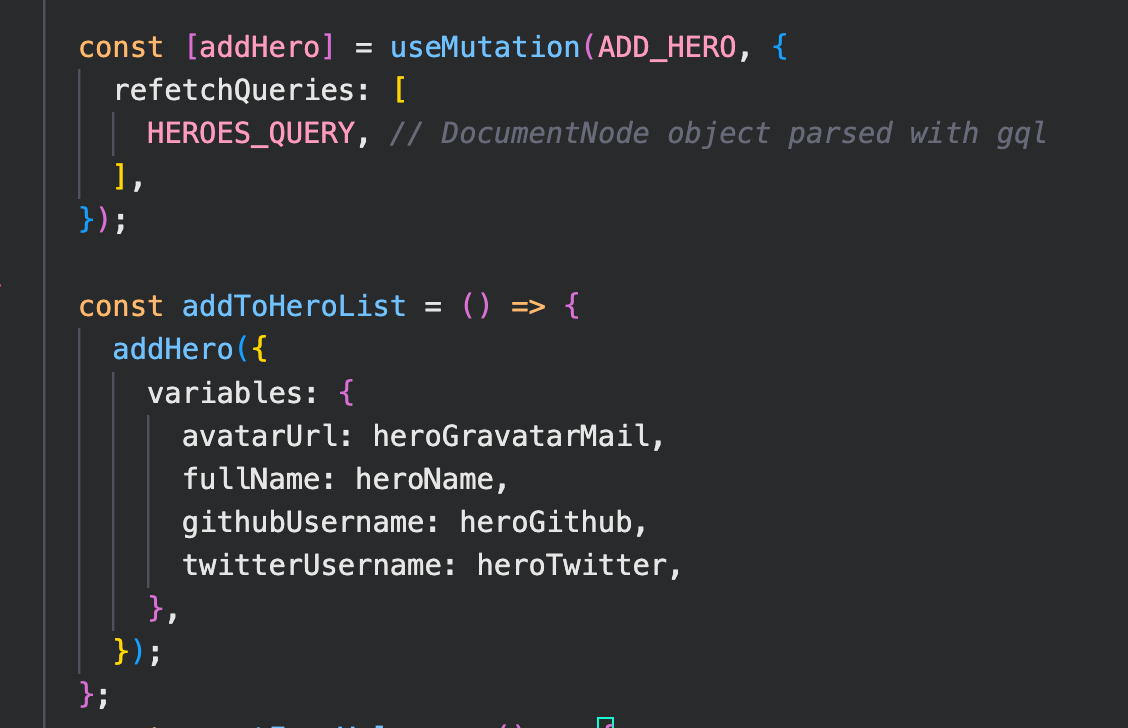 const [addHero] = useMutation(ADD_HERO, {
refetchQueries: [
HEROES_QUERY, // DocumentNode object parsed with gql
],
});
const addToHeroList = () => {
addHero({
variables: {
avatarUrl: heroGravatarMail,
fullName: heroName,
githubUsername: heroGithub,
twitterUsername: heroTwitter,
},
});
};